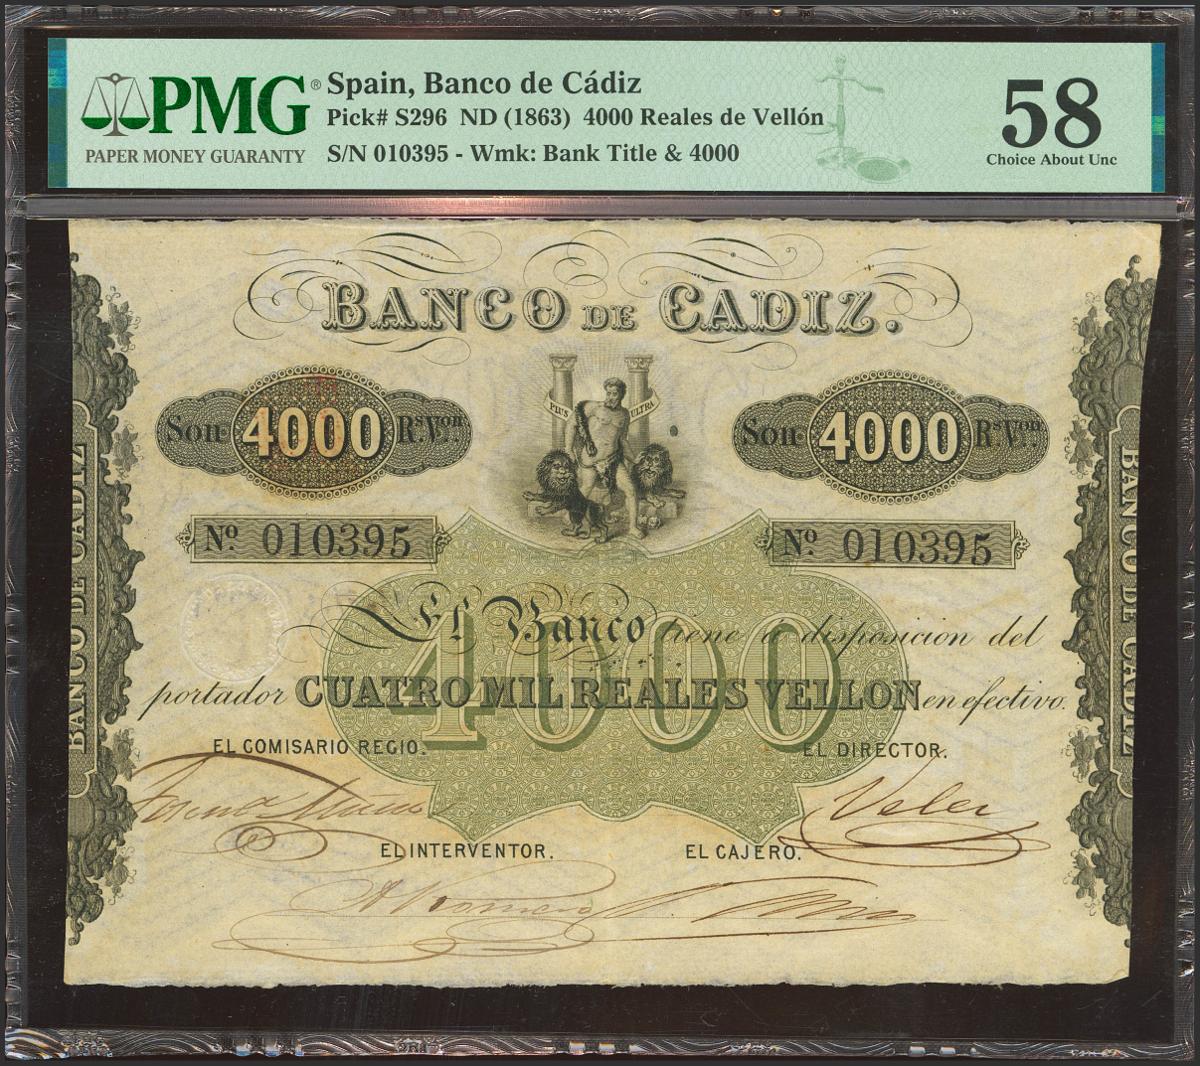 PMG®
PAPER MONEY GUARANTY
Spain, Banco de Cádiz
Pick# S296 ND (1863) 4000 Reales de Vellón
S/N 010395 - Wmk: Bank Title & 4000
58
Choice About Unc
BANCO DE CADIZ.
PLUS ULTRA
Son 4000 Rs. Von.
Son 4000 Rs. Von.
No. 010395
No. 010395
El Banco tiene a disposicion del
portador CUATRO MIL REALES VELLON en efectivo.
4000
EL COMISARIO REGIO.
EL DIRECTOR.
EL INTERVENTOR.
EL CAJERO.
BANCO DE CADIZ
BANCO DE CADIZ